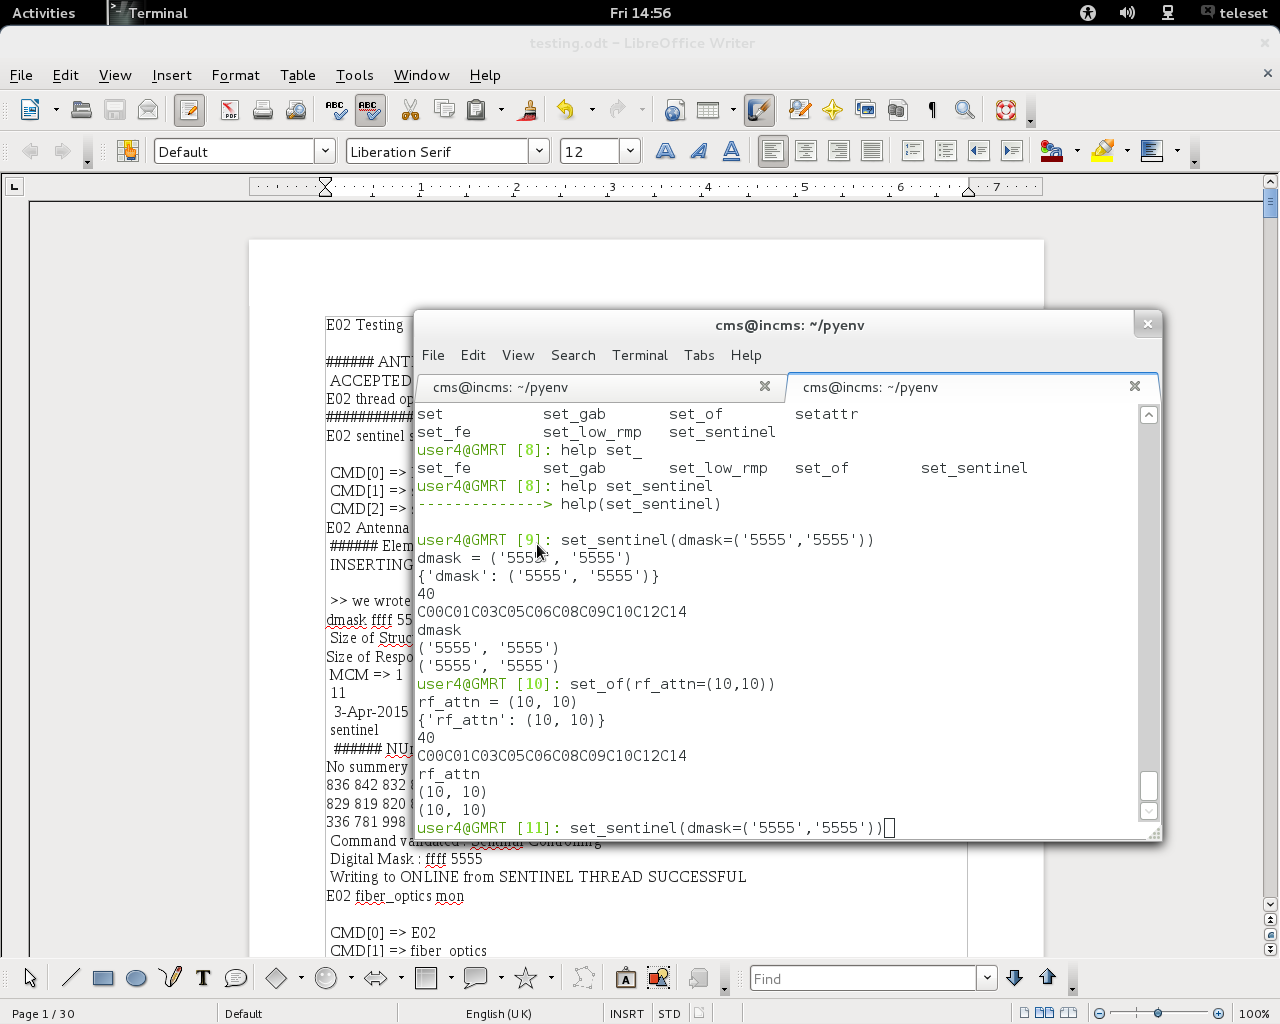 Activities Terminal Fri 14:56 teleset
testing.odt - LibreOffice Writer
File Edit View Insert Format Table Tools Window Help
Default Liberation Serif 12
1 2 3 4 5 6 7
E02 Testing
###### ANT
ACCEPTED
E02 thread op
############
E02 sentinel s
CMD[0] =>
CMD[1] =>
CMD[2] =>
E02 Antenna
###### Elem
INSERTING
>> we wrote
dmask ffff 55
Size of Struc
Size of Respo
MCM => 1
11
3-Apr-2015
sentinel
###### NUm
No summery
836 842 832
829 819 820
336 781 998
Command validated : Sentinal Controlling
Digital Mask : ffff 5555
Writing to ONLINE from SENTINEL THREAD SUCCESSFUL
E02 fiber_optics mon
CMD[0] => E02
CMD[1] => fiber_optics
cms@incms: ~/pyenv
File Edit View Search Terminal Tabs Help
cms@incms: ~/pyenv cms@incms: ~/pyenv
set set_gab set_of setattr
set_fe set_low_rmp set_sentinel
user4@GMRT [8]: help set_
set_fe set_gab set_low_rmp set_of set_sentinel
user4@GMRT [8]: help set_sentinel
--------------> help(set_sentinel)
user4@GMRT [9]: set_sentinel(dmask=('5555','5555'))
dmask = ('5555', '5555')
{'dmask': ('5555', '5555')}
40
C00C01C03C05C06C08C09C10C12C14
dmask
('5555', '5555')
('5555', '5555')
user4@GMRT [10]: set_of(rf_attn=(10,10))
rf_attn = (10, 10)
{'rf_attn': (10, 10)}
40
C00C01C03C05C06C08C09C10C12C14
rf_attn
(10, 10)
(10, 10)
user4@GMRT [11]: set_sentinel(dmask=('5555','5555'))
Find
Page 1 / 30 Default English (UK) INSRT STD 100%